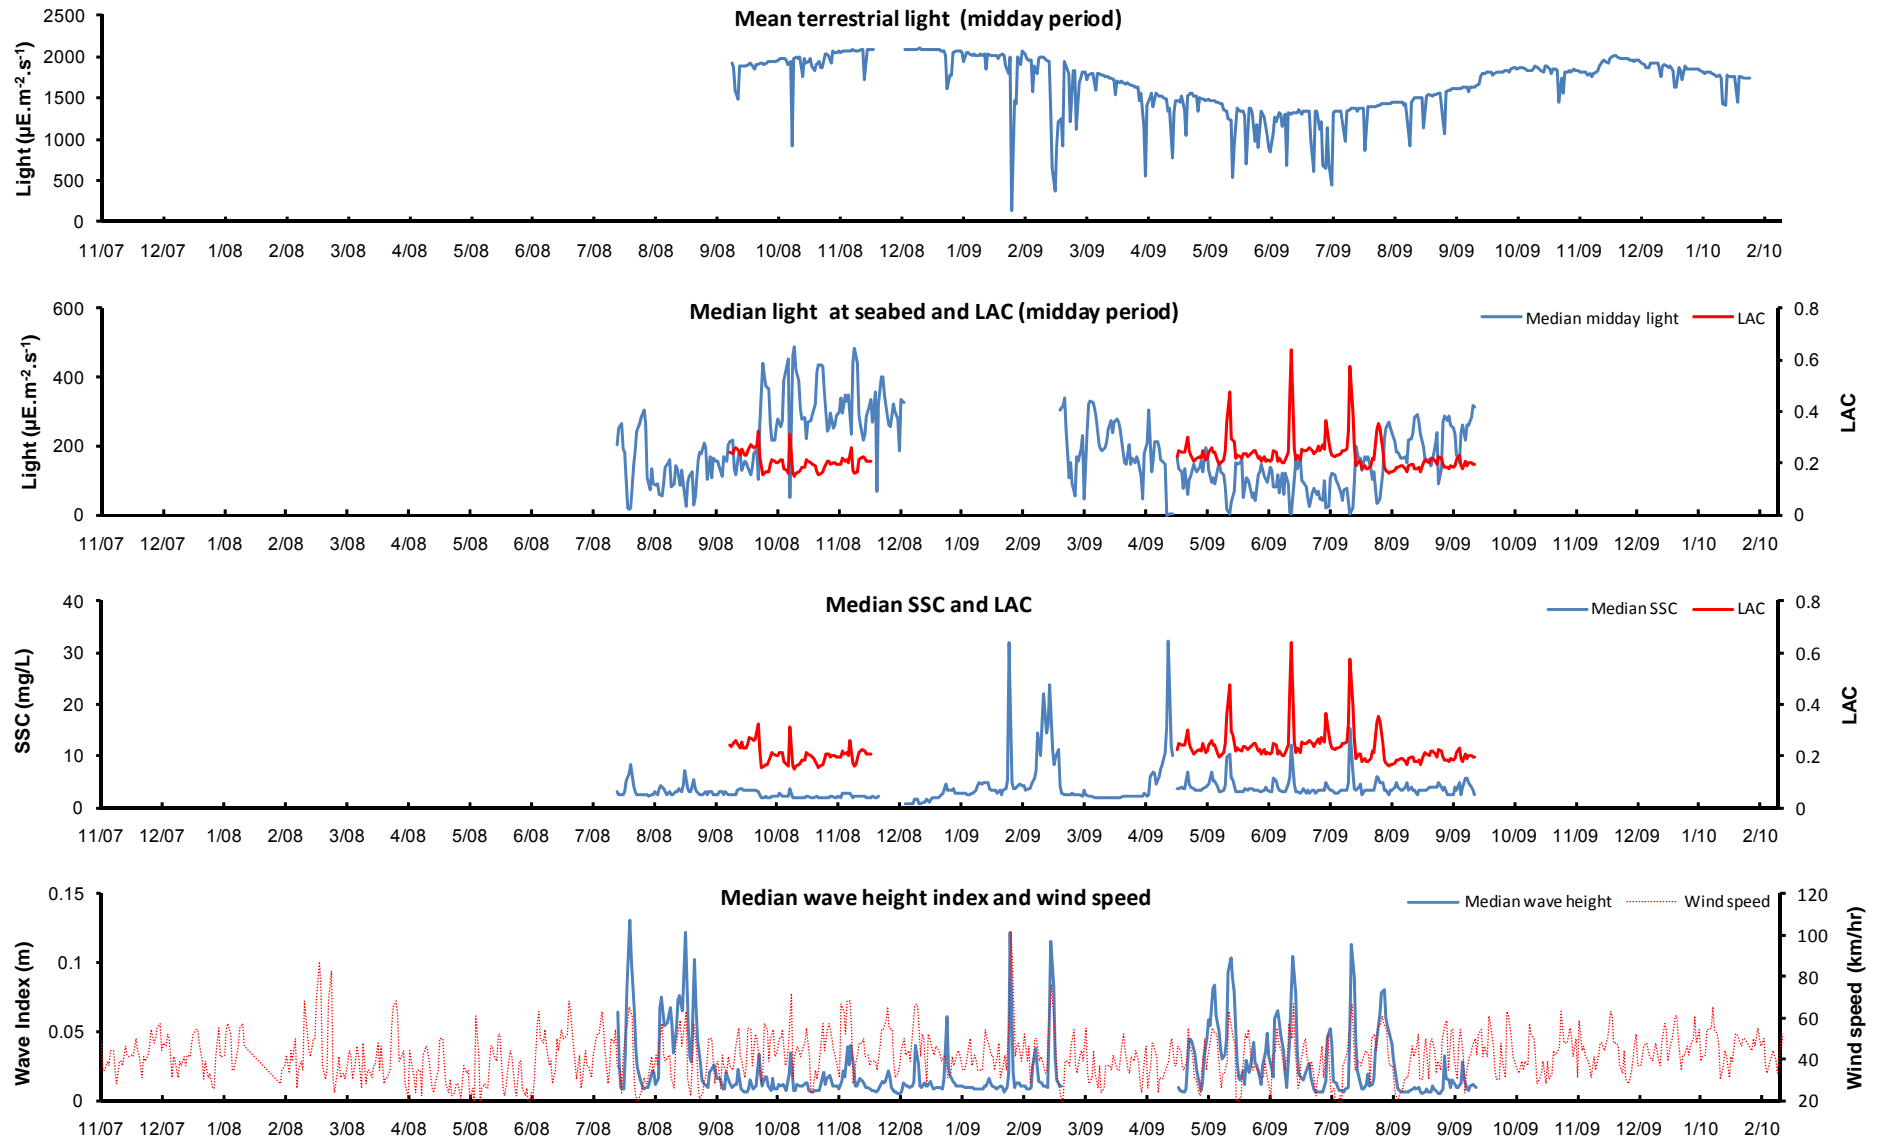 Mean terrestrial light (midday period)
Light (µE.m-2.s-1)
2500
2000
1500
1000
500
0
11/07 12/07 1/08 2/08 3/08 4/08 5/08 6/08 7/08 8/08 9/08 10/08 11/08 12/08 1/09 2/09 3/09 4/09 5/09 6/09 7/09 8/09 9/09 10/09 11/09 12/09 1/10 2/10
Median light at seabed and LAC (midday period)
Median midday light LAC
Light (µE.m-2.s-1)
600
400
200
0
0.8
0.6
0.4
0.2
0
LAC
11/07 12/07 1/08 2/08 3/08 4/08 5/08 6/08 7/08 8/08 9/08 10/08 11/08 12/08 1/09 2/09 3/09 4/09 5/09 6/09 7/09 8/09 9/09 10/09 11/09 12/09 1/10 2/10
Median SSC and LAC
Median SSC LAC
SSC (mg/L)
40
30
20
10
0
0.8
0.6
0.4
0.2
0
LAC
11/07 12/07 1/08 2/08 3/08 4/08 5/08 6/08 7/08 8/08 9/08 10/08 11/08 12/08 1/09 2/09 3/09 4/09 5/09 6/09 7/09 8/09 9/09 10/09 11/09 12/09 1/10 2/10
Median wave height index and wind speed
Median wave height Wind speed
Wave Index (m)
0.15
0.1
0.05
0
120
100
80
60
40
20
Wind speed (km/hr)
11/07 12/07 1/08 2/08 3/08 4/08 5/08 6/08 7/08 8/08 9/08 10/08 11/08 12/08 1/09 2/09 3/09 4/09 5/09 6/09 7/09 8/09 9/09 10/09 11/09 12/09 1/10 2/10